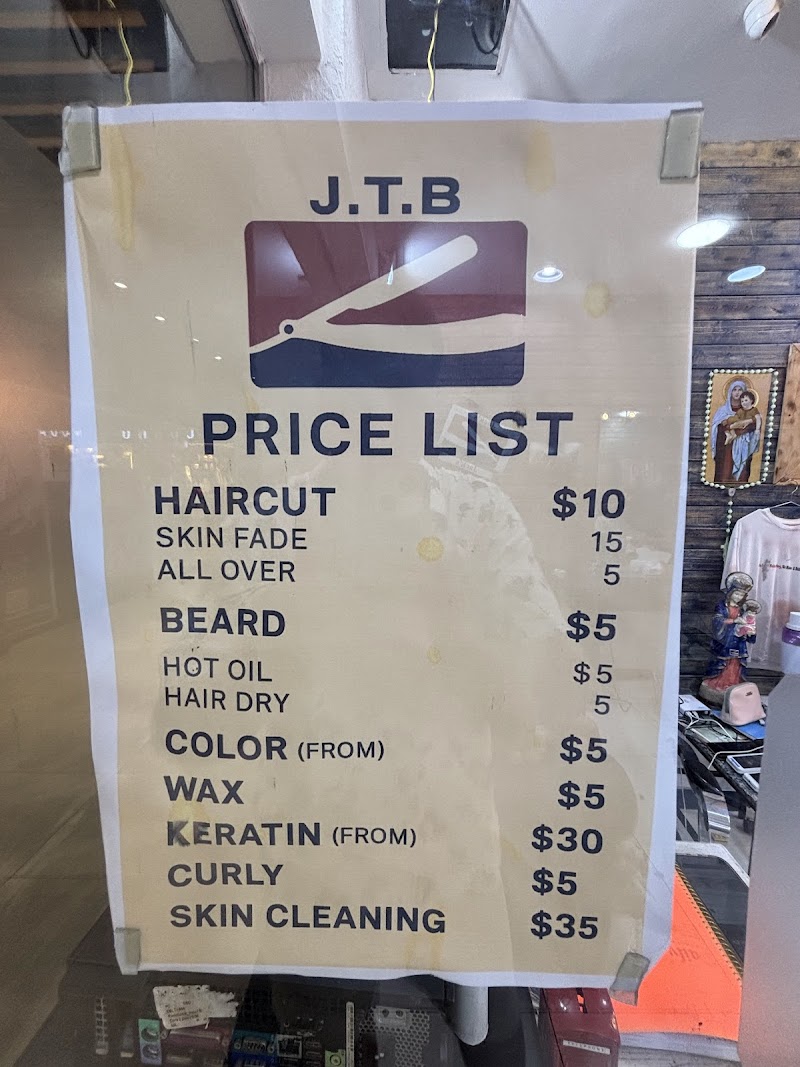 J.T.B
PRICE LIST
HAIRCUT $10
SKIN FADE 15
ALL OVER 5
BEARD $5
HOT OIL $5
HAIR DRY 5
COLOR (FROM) $5
WAX $5
KERATIN (FROM) $30
CURLY $5
SKIN CLEANING $35